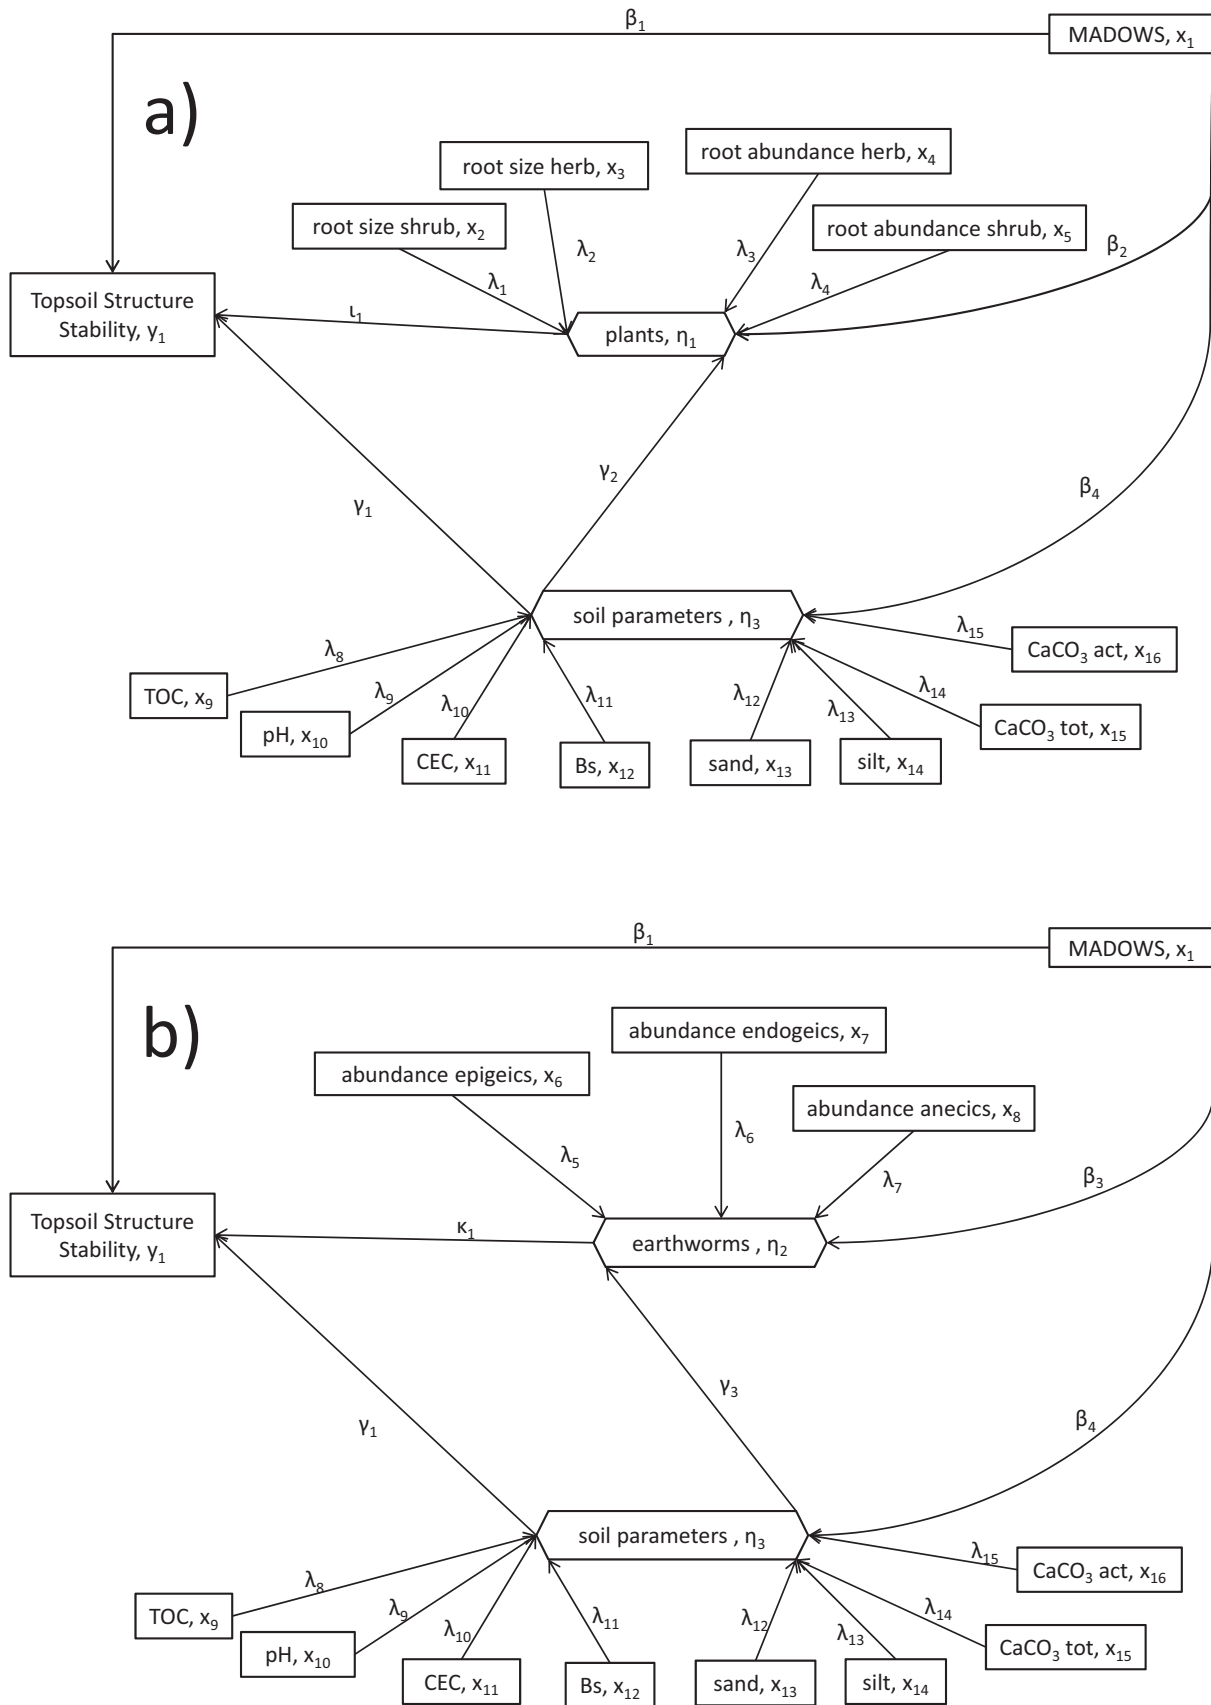 β₁
MADOWS, x₁
a)
root size herb, x₃
root abundance herb, x₄
root size shrub, x₂
root abundance shrub, x₅
λ₂
λ₃
β₂
λ₁
λ₄
Topsoil Structure
Stability, y₁
ι₁
plants, η₁
γ₂
γ₁
β₄
soil parameters , η₃
λ₈
λ₁₅
CaCO₃ act, x₁₆
λ₉
λ₁₀
λ₁₁
λ₁₂
λ₁₃
λ₁₄
TOC, x₉
pH, x₁₀
CEC, x₁₁
Bs, x₁₂
sand, x₁₃
silt, x₁₄
CaCO₃ tot, x₁₅
β₁
MADOWS, x₁
b)
abundance endogeics, x₇
abundance epigeics, x₆
abundance anecics, x₈
λ₅
λ₆
λ₇
β₃
Topsoil Structure
Stability, y₁
κ₁
earthworms , η₂
γ₃
γ₁
β₄
soil parameters , η₃
λ₈
λ₁₅
CaCO₃ act, x₁₆
λ₉
λ₁₀
λ₁₁
λ₁₂
λ₁₃
λ₁₄
TOC, x₉
pH, x₁₀
CEC, x₁₁
Bs, x₁₂
sand, x₁₃
silt, x₁₄
CaCO₃ tot, x₁₅